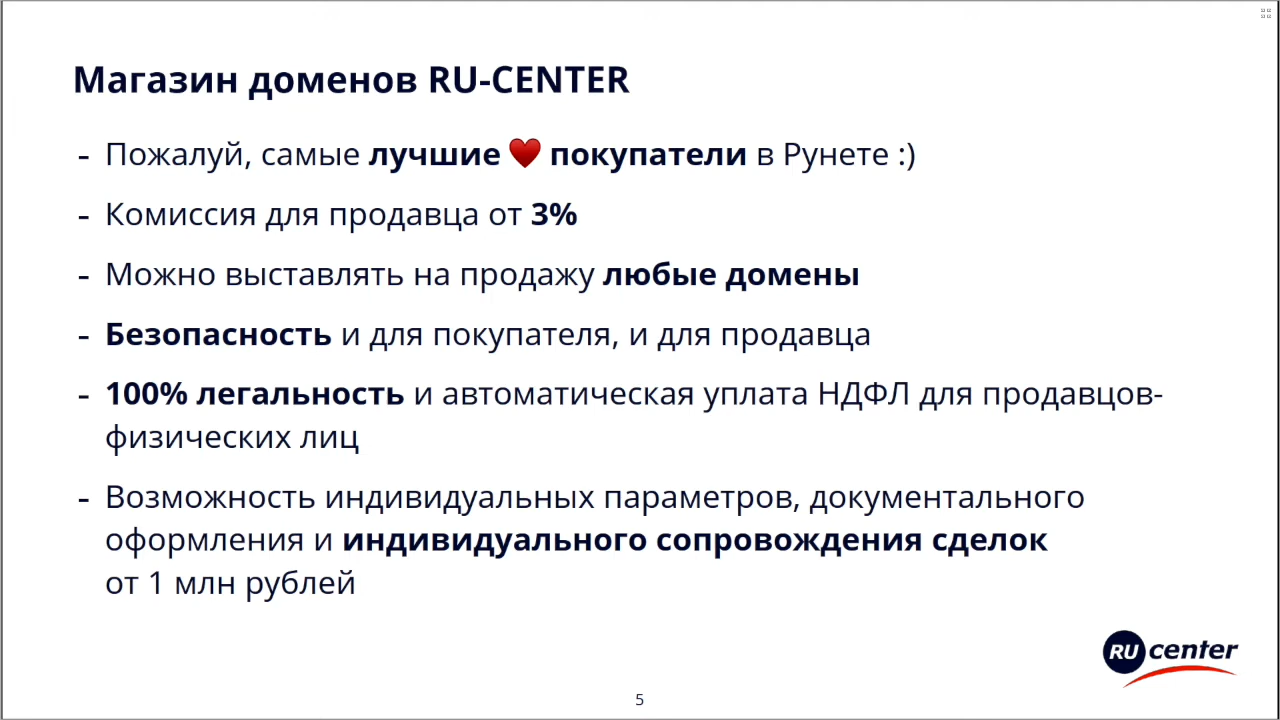 Магазин доменов RU-CENTER
- Пожалуй, самые лучшие ♥ покупатели в Рунете :)
- Комиссия для продавца от 3%
- Можно выставлять на продажу любые домены
- Безопасность и для покупателя, и для продавца
- 100% легальность и автоматическая уплата НДФЛ для продавцов-
физических лиц
- Возможность индивидуальных параметров, документального
оформления и индивидуального сопровождения сделок
от 1 млн рублей
RU center
5